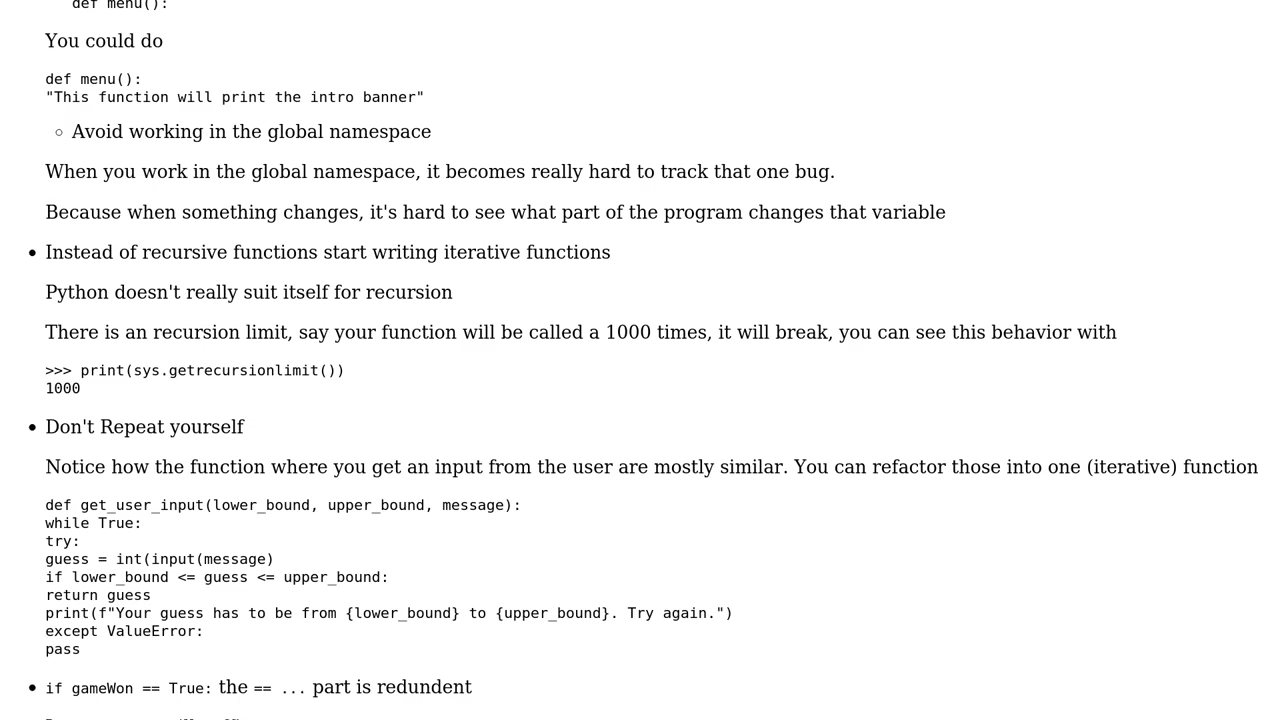 def menu():
You could do
def menu():
"This function will print the intro banner"
Avoid working in the global namespace
When you work in the global namespace, it becomes really hard to track that one bug.
Because when something changes, it's hard to see what part of the program changes that variable
Instead of recursive functions start writing iterative functions
Python doesn't really suit itself for recursion
There is an recursion limit, say your function will be called a 1000 times, it will break, you can see this behavior with
>>> print(sys.getrecursionlimit())
1000
Don't Repeat yourself
Notice how the function where you get an input from the user are mostly similar. You can refactor those into one (iterative) function
def get_user_input(lower_bound, upper_bound, message):
while True:
try:
guess = int(input(message)
if lower_bound <= guess <= upper_bound:
return guess
print(f"Your guess has to be from {lower_bound} to {upper_bound}. Try again.")
except ValueError:
pass
if gameWon == True: the == ... part is redundent